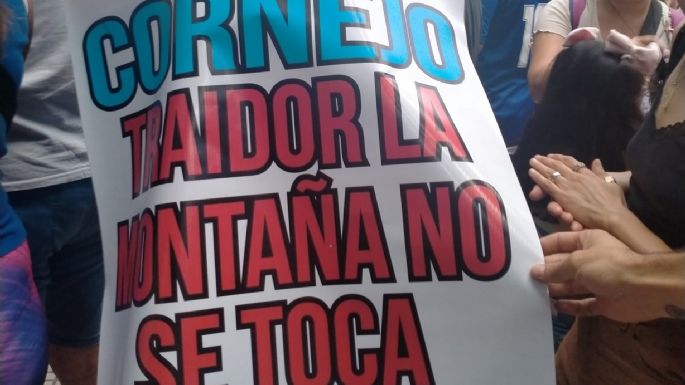 CORNEJO
TRAIDOR LA
MONTAÑA NO
SE TOCA